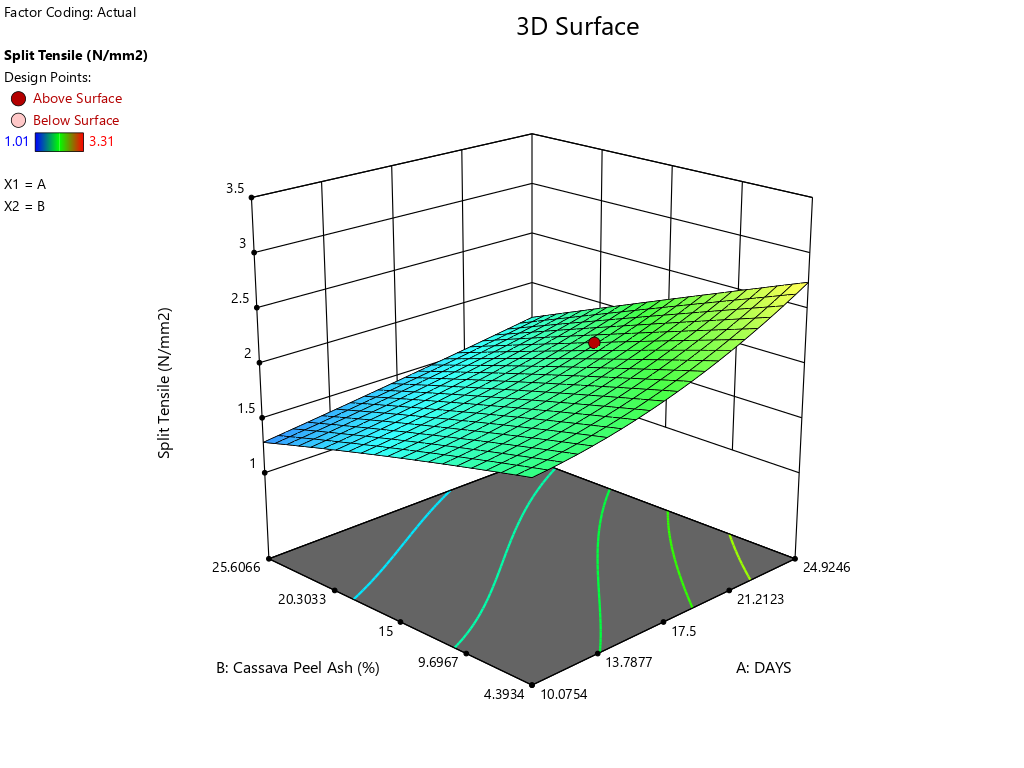 Factor Coding: Actual
3D Surface
Split Tensile (N/mm2)
Design Points:
Above Surface
Below Surface
1.01 3.31
X1 = A
X2 = B
3.5
3
2.5
2
1.5
1
Split Tensile (N/mm2)
25.6066
20.3033
15
9.6967
4.3934
B: Cassava Peel Ash (%)
24.9246
21.2123
17.5
13.7877
10.0754
A: DAYS